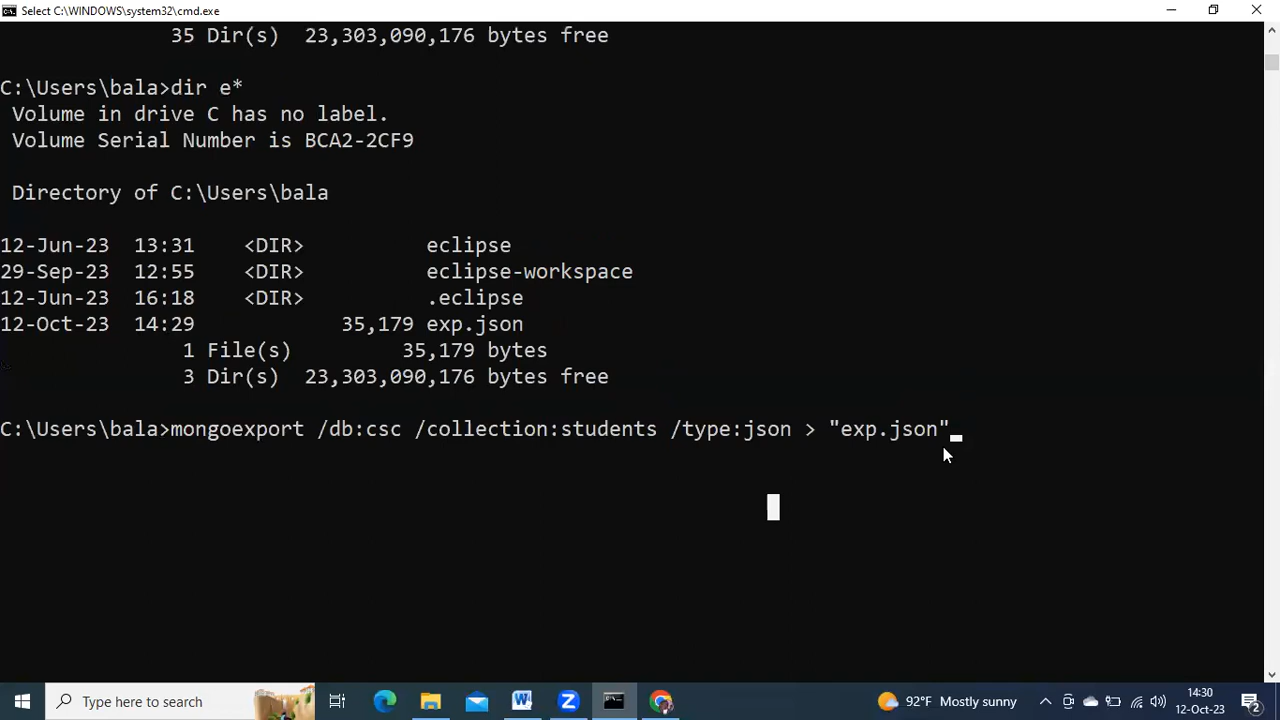 Select C:\WINDOWS\system32\cmd.exe
35 Dir(s)  23,303,090,176 bytes free
C:\Users\bala>dir e*
Volume in drive C has no label.
Volume Serial Number is BCA2-2CF9
Directory of C:\Users\bala
12-Jun-23  13:31    <DIR>          eclipse
29-Sep-23  12:55    <DIR>          eclipse-workspace
12-Jun-23  16:18    <DIR>          .eclipse
12-Oct-23  14:29            35,179 exp.json
1 File(s)         35,179 bytes
3 Dir(s)  23,303,090,176 bytes free
C:\Users\bala>mongoexport /db:csc /collection:students /type:json > "exp.json"
Type here to search
92°F Mostly sunny
14:30
12-Oct-23
2